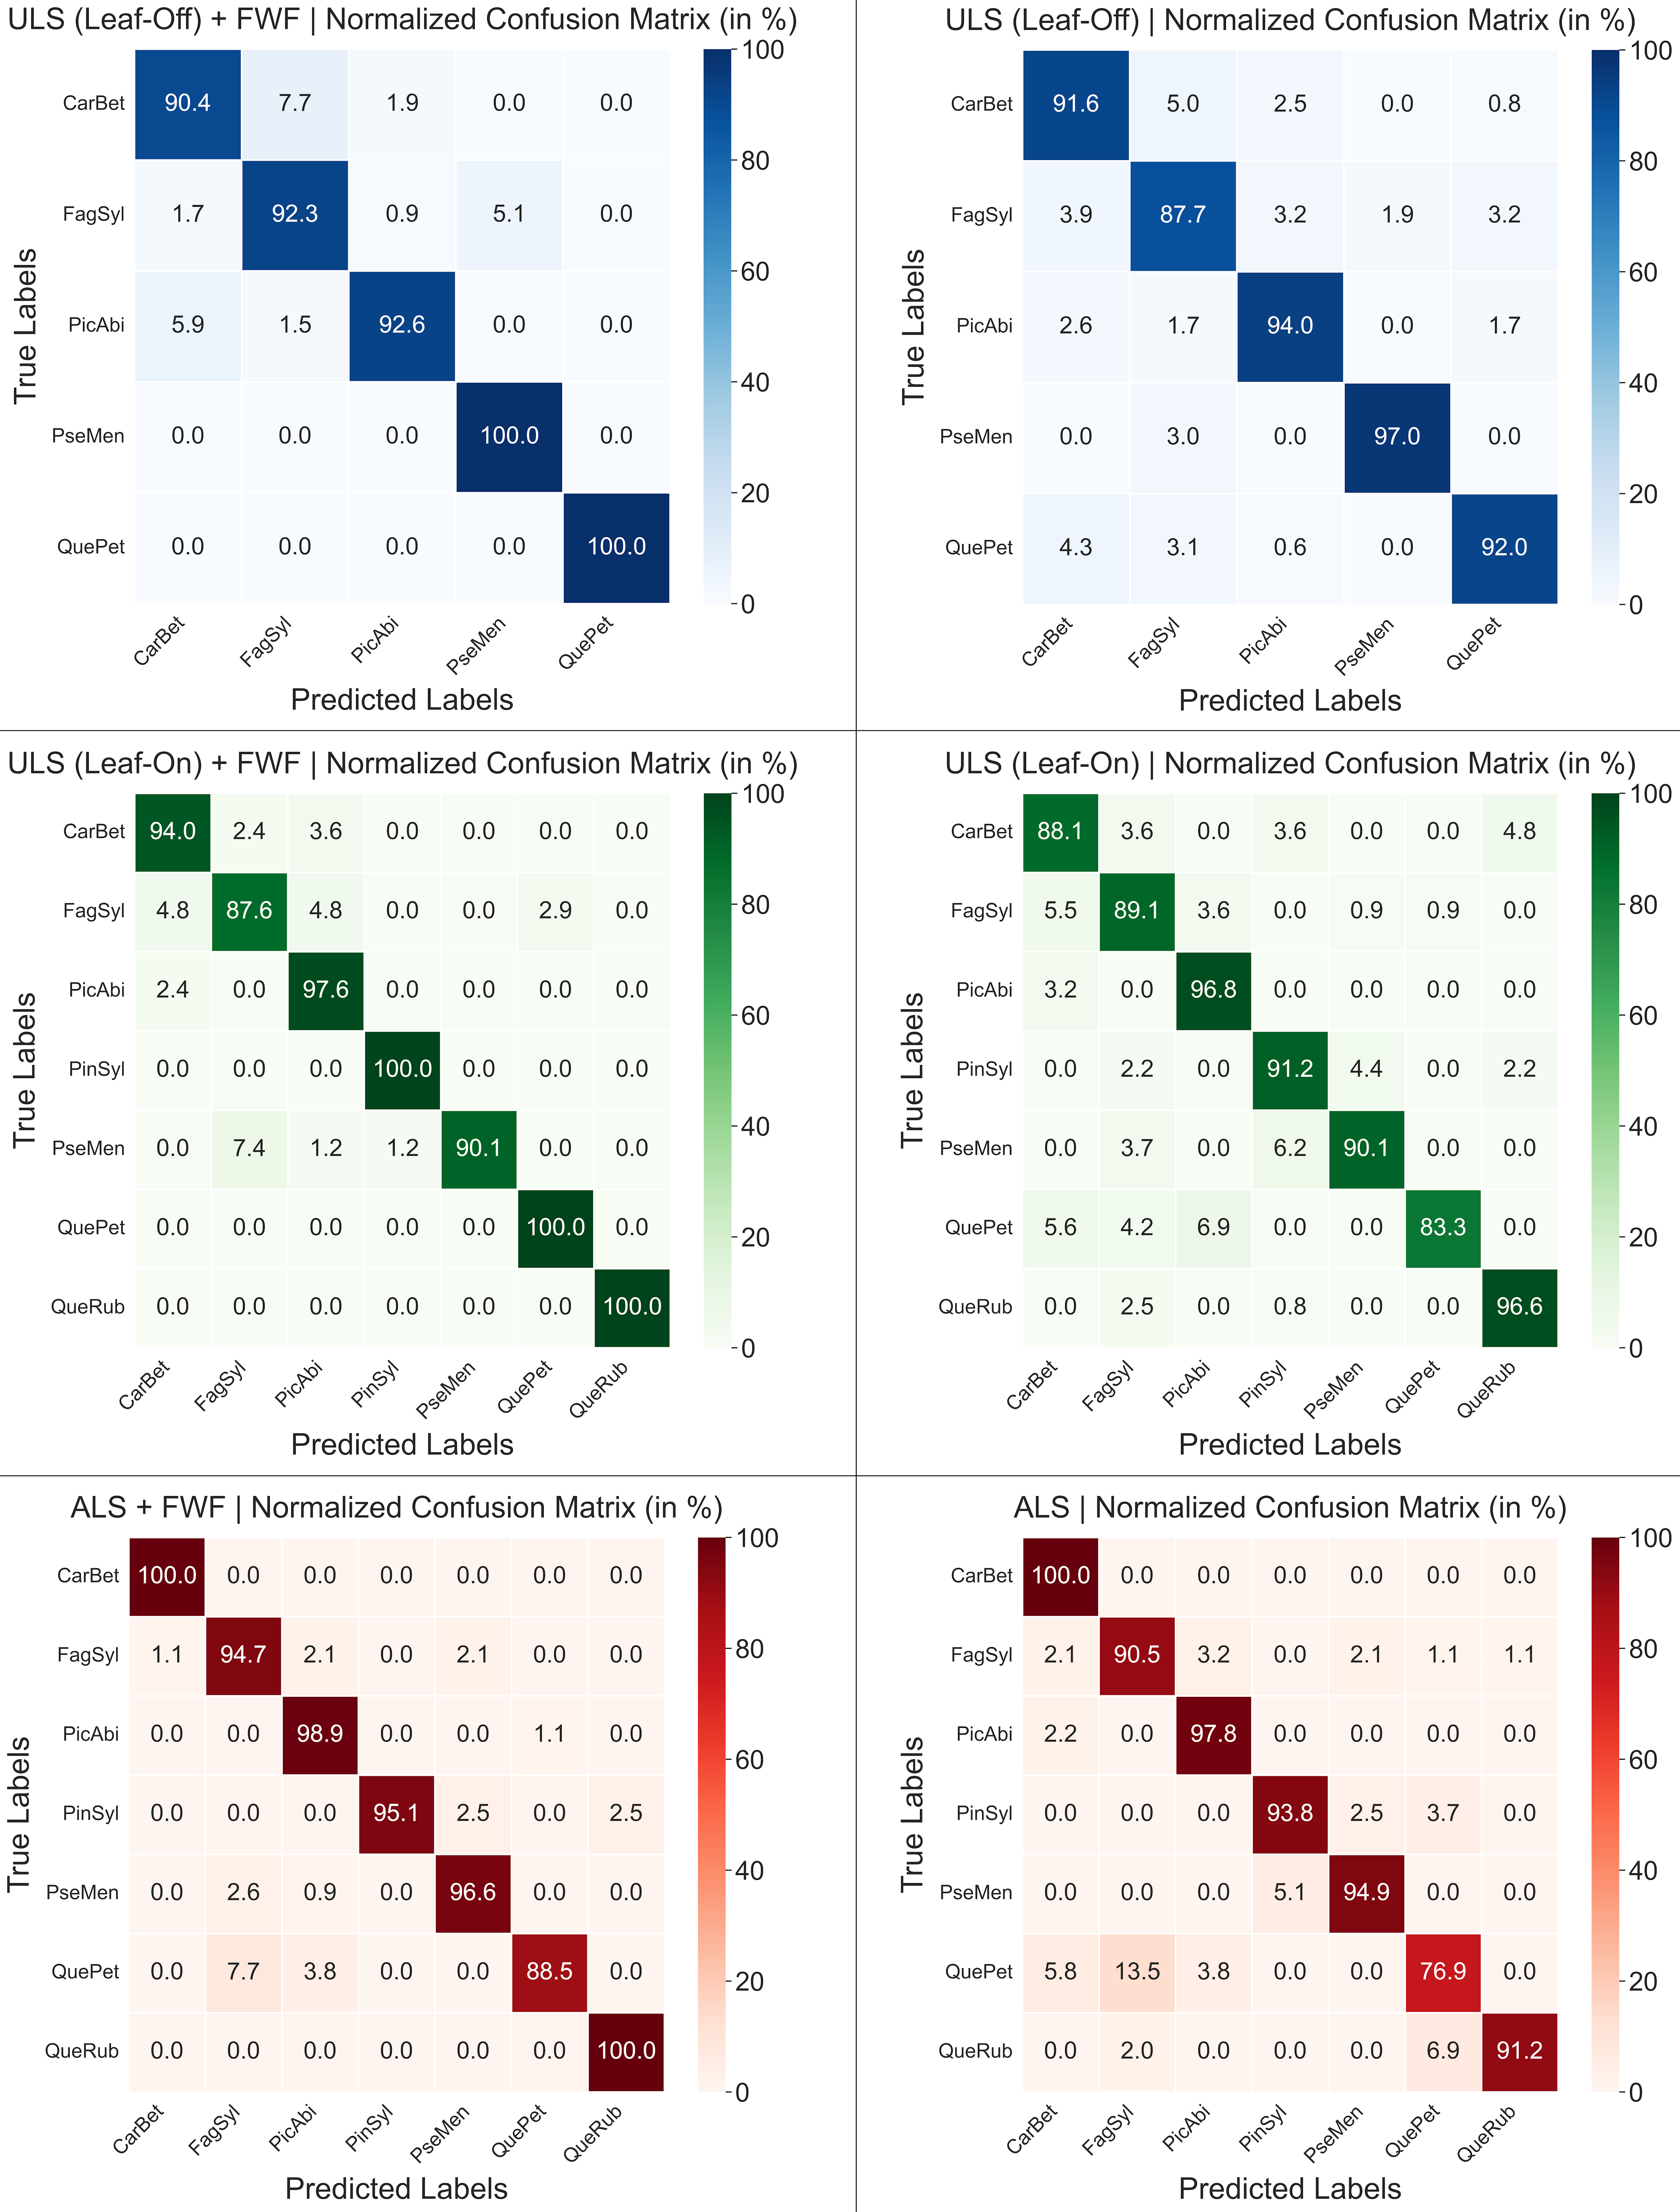 ULS (Leaf-Off) + FWF | Normalized Confusion Matrix (in %)
True Labels
CarBet 90.4 7.7 1.9 0.0 0.0
FagSyl 1.7 92.3 0.9 5.1 0.0
PicAbi 5.9 1.5 92.6 0.0 0.0
PseMen 0.0 0.0 0.0 100.0 0.0
QuePet 0.0 0.0 0.0 0.0 100.0
CarBet FagSyl PicAbi PseMen QuePet
Predicted Labels
100
80
60
40
20
0
ULS (Leaf-Off) | Normalized Confusion Matrix (in %)
True Labels
CarBet 91.6 5.0 2.5 0.0 0.8
FagSyl 3.9 87.7 3.2 1.9 3.2
PicAbi 2.6 1.7 94.0 0.0 1.7
PseMen 0.0 3.0 0.0 97.0 0.0
QuePet 4.3 3.1 0.6 0.0 92.0
CarBet FagSyl PicAbi PseMen QuePet
Predicted Labels
100
80
60
40
20
0
ULS (Leaf-On) + FWF | Normalized Confusion Matrix (in %)
True Labels
CarBet 94.0 2.4 3.6 0.0 0.0 0.0 0.0
FagSyl 4.8 87.6 4.8 0.0 0.0 2.9 0.0
PicAbi 2.4 0.0 97.6 0.0 0.0 0.0 0.0
PinSyl 0.0 0.0 0.0 100.0 0.0 0.0 0.0
PseMen 0.0 7.4 1.2 1.2 90.1 0.0 0.0
QuePet 0.0 0.0 0.0 0.0 0.0 100.0 0.0
QueRub 0.0 0.0 0.0 0.0 0.0 0.0 100.0
CarBet FagSyl PicAbi PinSyl PseMen QuePet QueRub
Predicted Labels
100
80
60
40
20
0
ULS (Leaf-On) | Normalized Confusion Matrix (in %)
True Labels
CarBet 88.1 3.6 0.0 3.6 0.0 0.0 4.8
FagSyl 5.5 89.1 3.6 0.0 0.9 0.9 0.0
PicAbi 3.2 0.0 96.8 0.0 0.0 0.0 0.0
PinSyl 0.0 2.2 0.0 91.2 4.4 0.0 2.2
PseMen 0.0 3.7 0.0 6.2 90.1 0.0 0.0
QuePet 5.6 4.2 6.9 0.0 0.0 83.3 0.0
QueRub 0.0 2.5 0.0 0.8 0.0 0.0 96.6
CarBet FagSyl PicAbi PinSyl PseMen QuePet QueRub
Predicted Labels
100
80
60
40
20
0
ALS + FWF | Normalized Confusion Matrix (in %)
True Labels
CarBet 100.0 0.0 0.0 0.0 0.0 0.0 0.0
FagSyl 1.1 94.7 2.1 0.0 2.1 0.0 0.0
PicAbi 0.0 0.0 98.9 0.0 0.0 1.1 0.0
PinSyl 0.0 0.0 0.0 95.1 2.5 0.0 2.5
PseMen 0.0 2.6 0.9 0.0 96.6 0.0 0.0
QuePet 0.0 7.7 3.8 0.0 0.0 88.5 0.0
QueRub 0.0 0.0 0.0 0.0 0.0 0.0 100.0
CarBet FagSyl PicAbi PinSyl PseMen QuePet QueRub
Predicted Labels
100
80
60
40
20
0
ALS | Normalized Confusion Matrix (in %)
True Labels
CarBet 100.0 0.0 0.0 0.0 0.0 0.0 0.0
FagSyl 2.1 90.5 3.2 0.0 2.1 1.1 1.1
PicAbi 2.2 0.0 97.8 0.0 0.0 0.0 0.0
PinSyl 0.0 0.0 0.0 93.8 2.5 3.7 0.0
PseMen 0.0 0.0 0.0 5.1 94.9 0.0 0.0
QuePet 5.8 13.5 3.8 0.0 0.0 76.9 0.0
QueRub 0.0 2.0 0.0 0.0 0.0 6.9 91.2
CarBet FagSyl PicAbi PinSyl PseMen QuePet QueRub
Predicted Labels
100
80
60
40
20
0